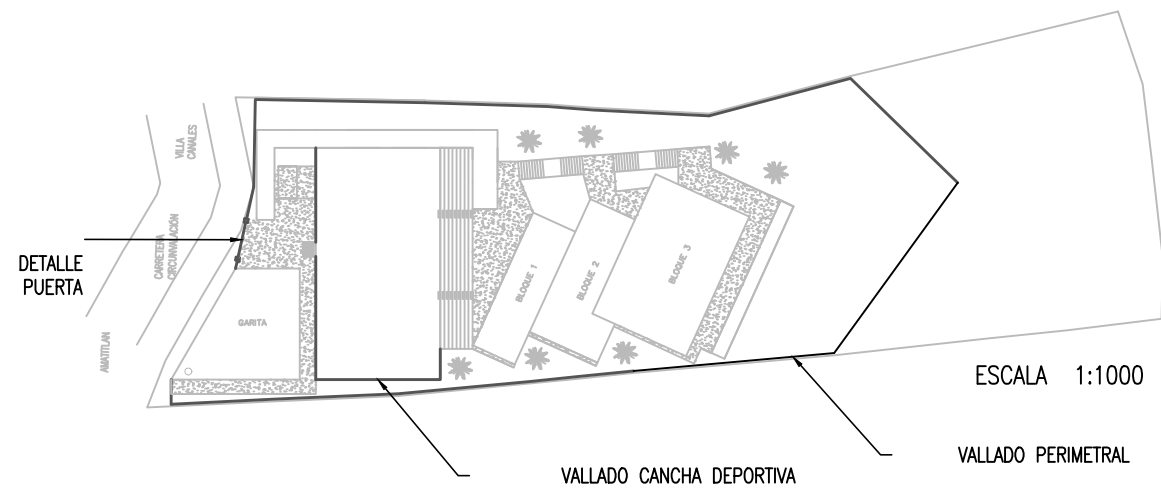 VILLA
CANALES
CARRETERA
CIRCUNVALACIÓN
AMATITLAN
DETALLE
PUERTA
GARITA
BLOQUE 1
BLOQUE 2
BLOQUE 3
ESCALA 1:1000
VALLADO PERIMETRAL
VALLADO CANCHA DEPORTIVA